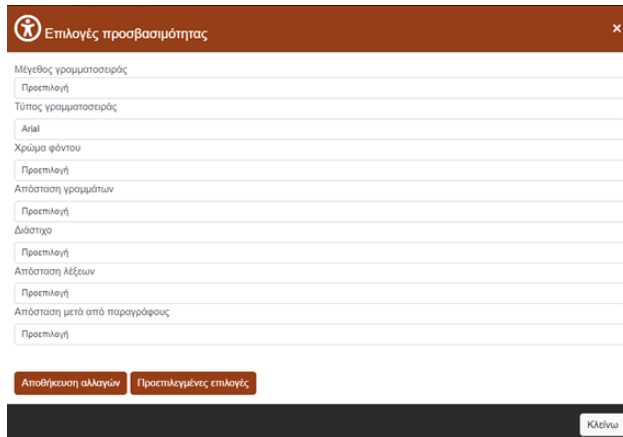 Επιλογές προσβασιμότητας ×
Μέγεθος γραμματοσειράς
Προεπιλογή
Τύπος γραμματοσειράς
Arial
Χρώμα φόντου
Προεπιλογή
Απόσταση γραμμάτων
Προεπιλογή
Διάστιχο
Προεπιλογή
Απόσταση λέξεων
Προεπιλογή
Απόσταση μετά από παραγράφους
Προεπιλογή
Αποθήκευση αλλαγών Προεπιλεγμένες επιλογές
Κλείνω